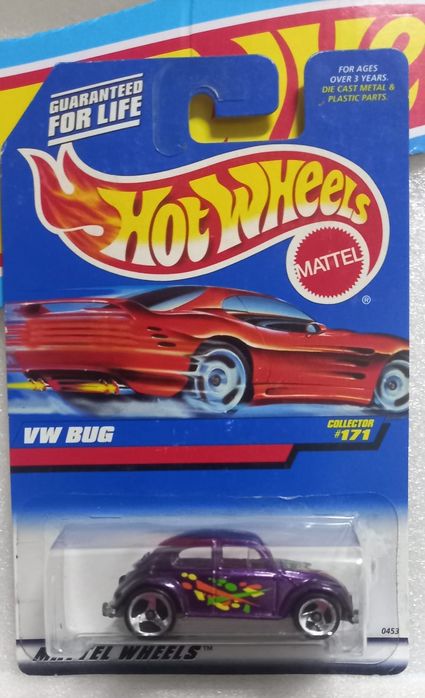 GUARANTEED
FOR LIFE
FOR AGES
OVER 3 YEARS.
DIE CAST METAL &
PLASTIC PARTS.
HOT WHEELS
MATTEL
®
VW BUG
COLLECTOR
#171
0453
MATTEL WHEELS™